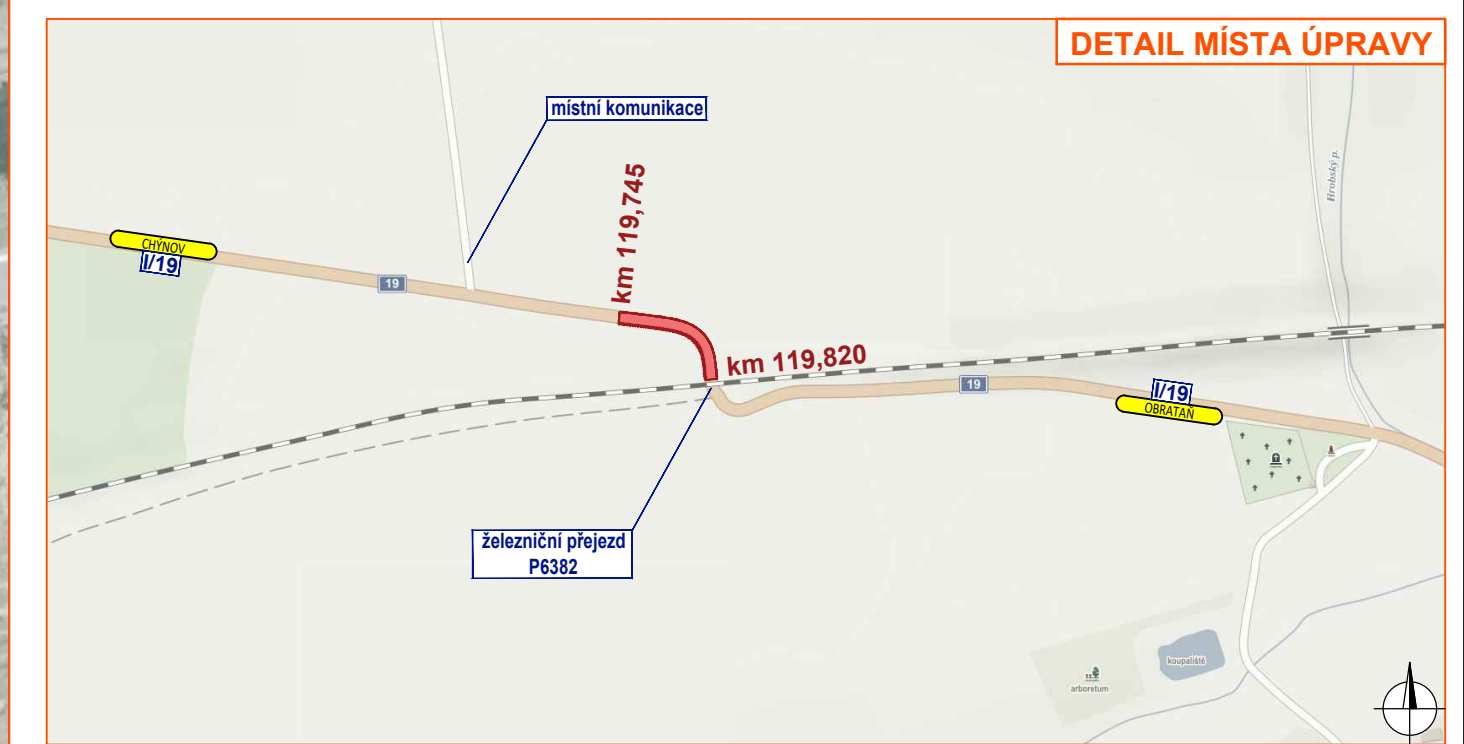 DETAIL MÍSTA ÚPRAVY
místní komunikace
km 119,745
Hrobský p.
CHÝNOV
I/19
19
km 119,820
19
I/19
OBRATAŇ
železniční přejezd
P6382
koupaliště
arboretum